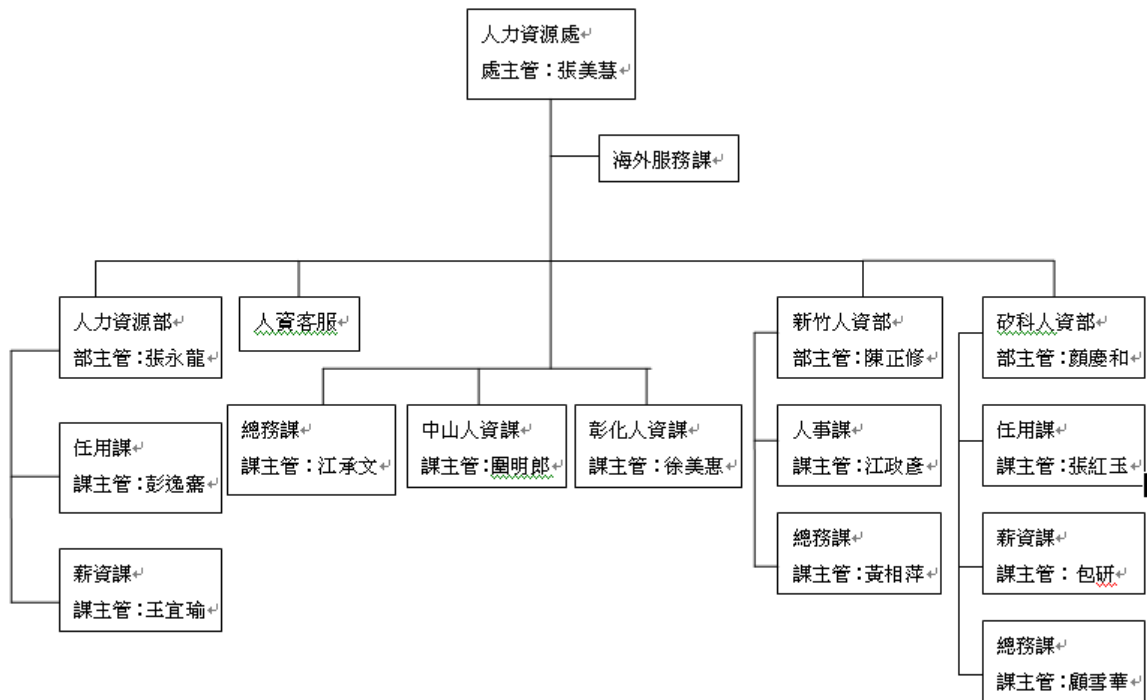 人力資源處
處主管：張美慧
海外服務課
人力資源部
部主管：張永龍
人資客服
新竹人資部
部主管：陳正修
矽科人資部
部主管：顏慶和
總務課
課主管：江承文
中山人資課
課主管：圈明郎
彰化人資課
課主管：徐美惠
任用課
課主管：彭逸
薪資課
課主管：王宜瑜
人事課
課主管：江政彥
總務課
課主管：黃相萍
任用課
課主管：張紅玉
薪資課
課主管：包研
總務課
課主管：顧雪華